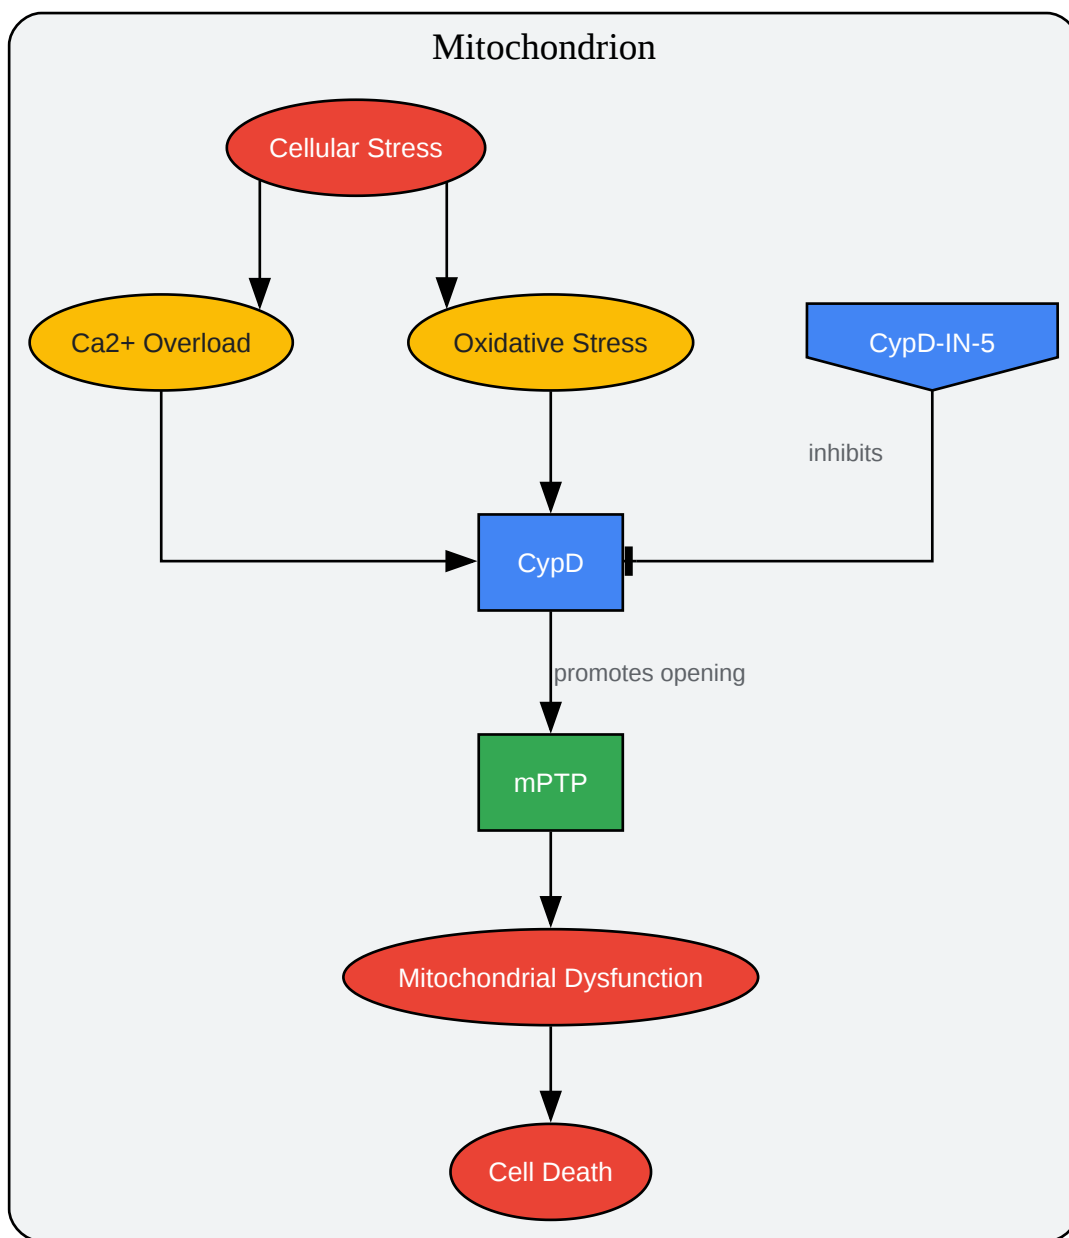 Mitochondrion
Cellular Stress
Ca2+ Overload
Oxidative Stress
CypD-IN-5
inhibits
CypD
promotes opening
mPTP
Mitochondrial Dysfunction
Cell Death